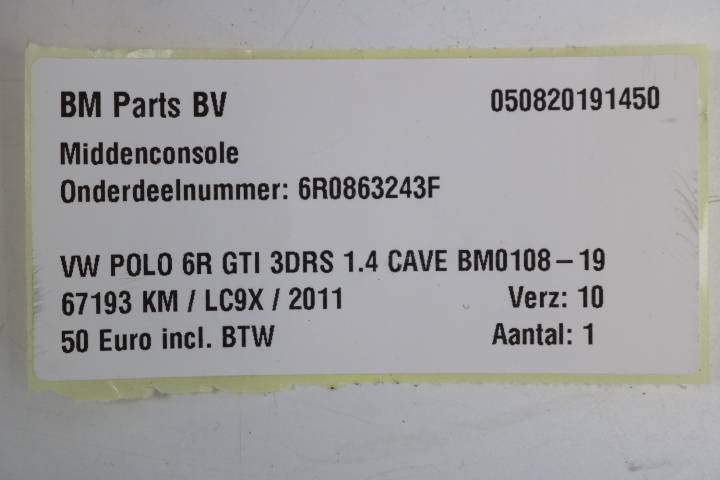 BM Parts BV 050820191450
Middenconsole
Onderdeelnummer: 6R0863243F
VW POLO 6R GTI 3DRS 1.4 CAVE BM0108-19
67193 KM / LC9X / 2011 Verz: 10
50 Euro incl. BTW Aantal: 1